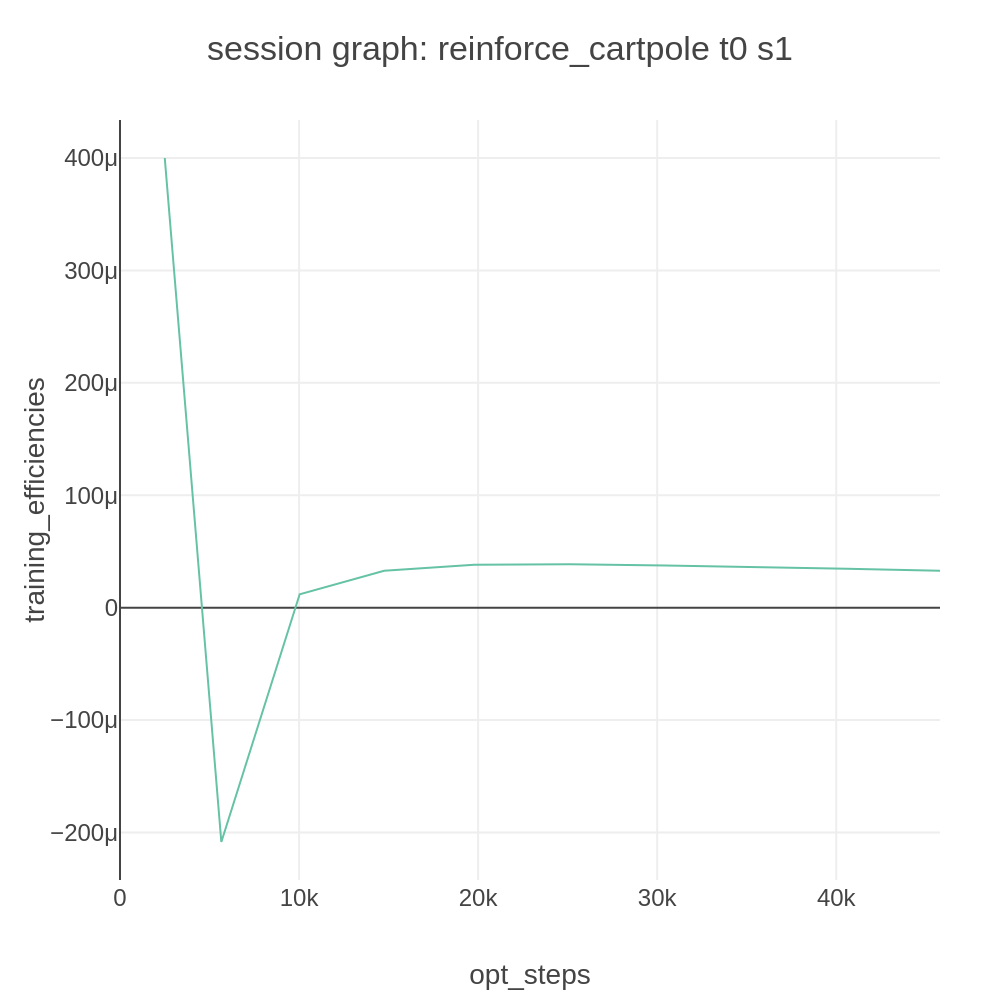 session graph: reinforce_cartpole t0 s1
training_efficiencies
400μ
300μ
200μ
100μ
0
−100μ
−200μ
0
10k
20k
30k
40k
opt_steps